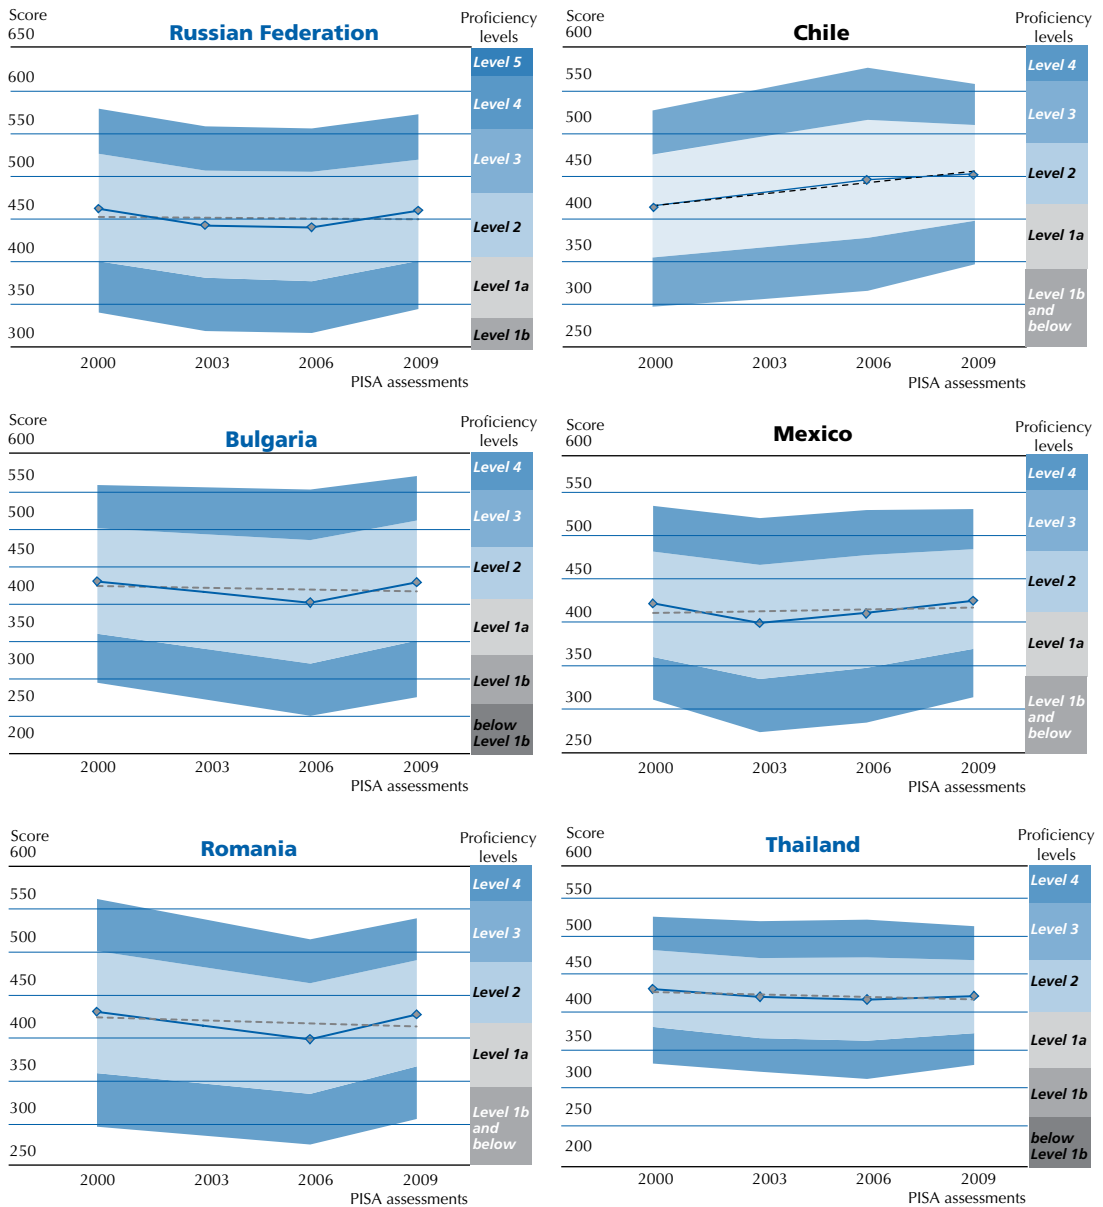 Score
650
Russian Federation
Proficiency
levels
600
550
500
450
400
350
300
Level 5
Level 4
Level 3
Level 2
Level 1a
Level 1b
2000 2003 2006 2009
PISA assessments
Score
600
Chile
Proficiency
levels
550
500
450
400
350
300
250
Level 4
Level 3
Level 2
Level 1a
Level 1b
and
below
2000 2003 2006 2009
PISA assessments
Score
600
Bulgaria
Proficiency
levels
550
500
450
400
350
300
250
200
Level 4
Level 3
Level 2
Level 1a
Level 1b
below
Level 1b
2000 2003 2006 2009
PISA assessments
Score
600
Mexico
Proficiency
levels
550
500
450
400
350
300
250
Level 4
Level 3
Level 2
Level 1a
Level 1b
and
below
2000 2003 2006 2009
PISA assessments
Score
600
Romania
Proficiency
levels
550
500
450
400
350
300
250
Level 4
Level 3
Level 2
Level 1a
Level 1b
and
below
2000 2003 2006 2009
PISA assessments
Score
600
Thailand
Proficiency
levels
550
500
450
400
350
300
250
200
Level 4
Level 3
Level 2
Level 1a
Level 1b
below
Level 1b
2000 2003 2006 2009
PISA assessments